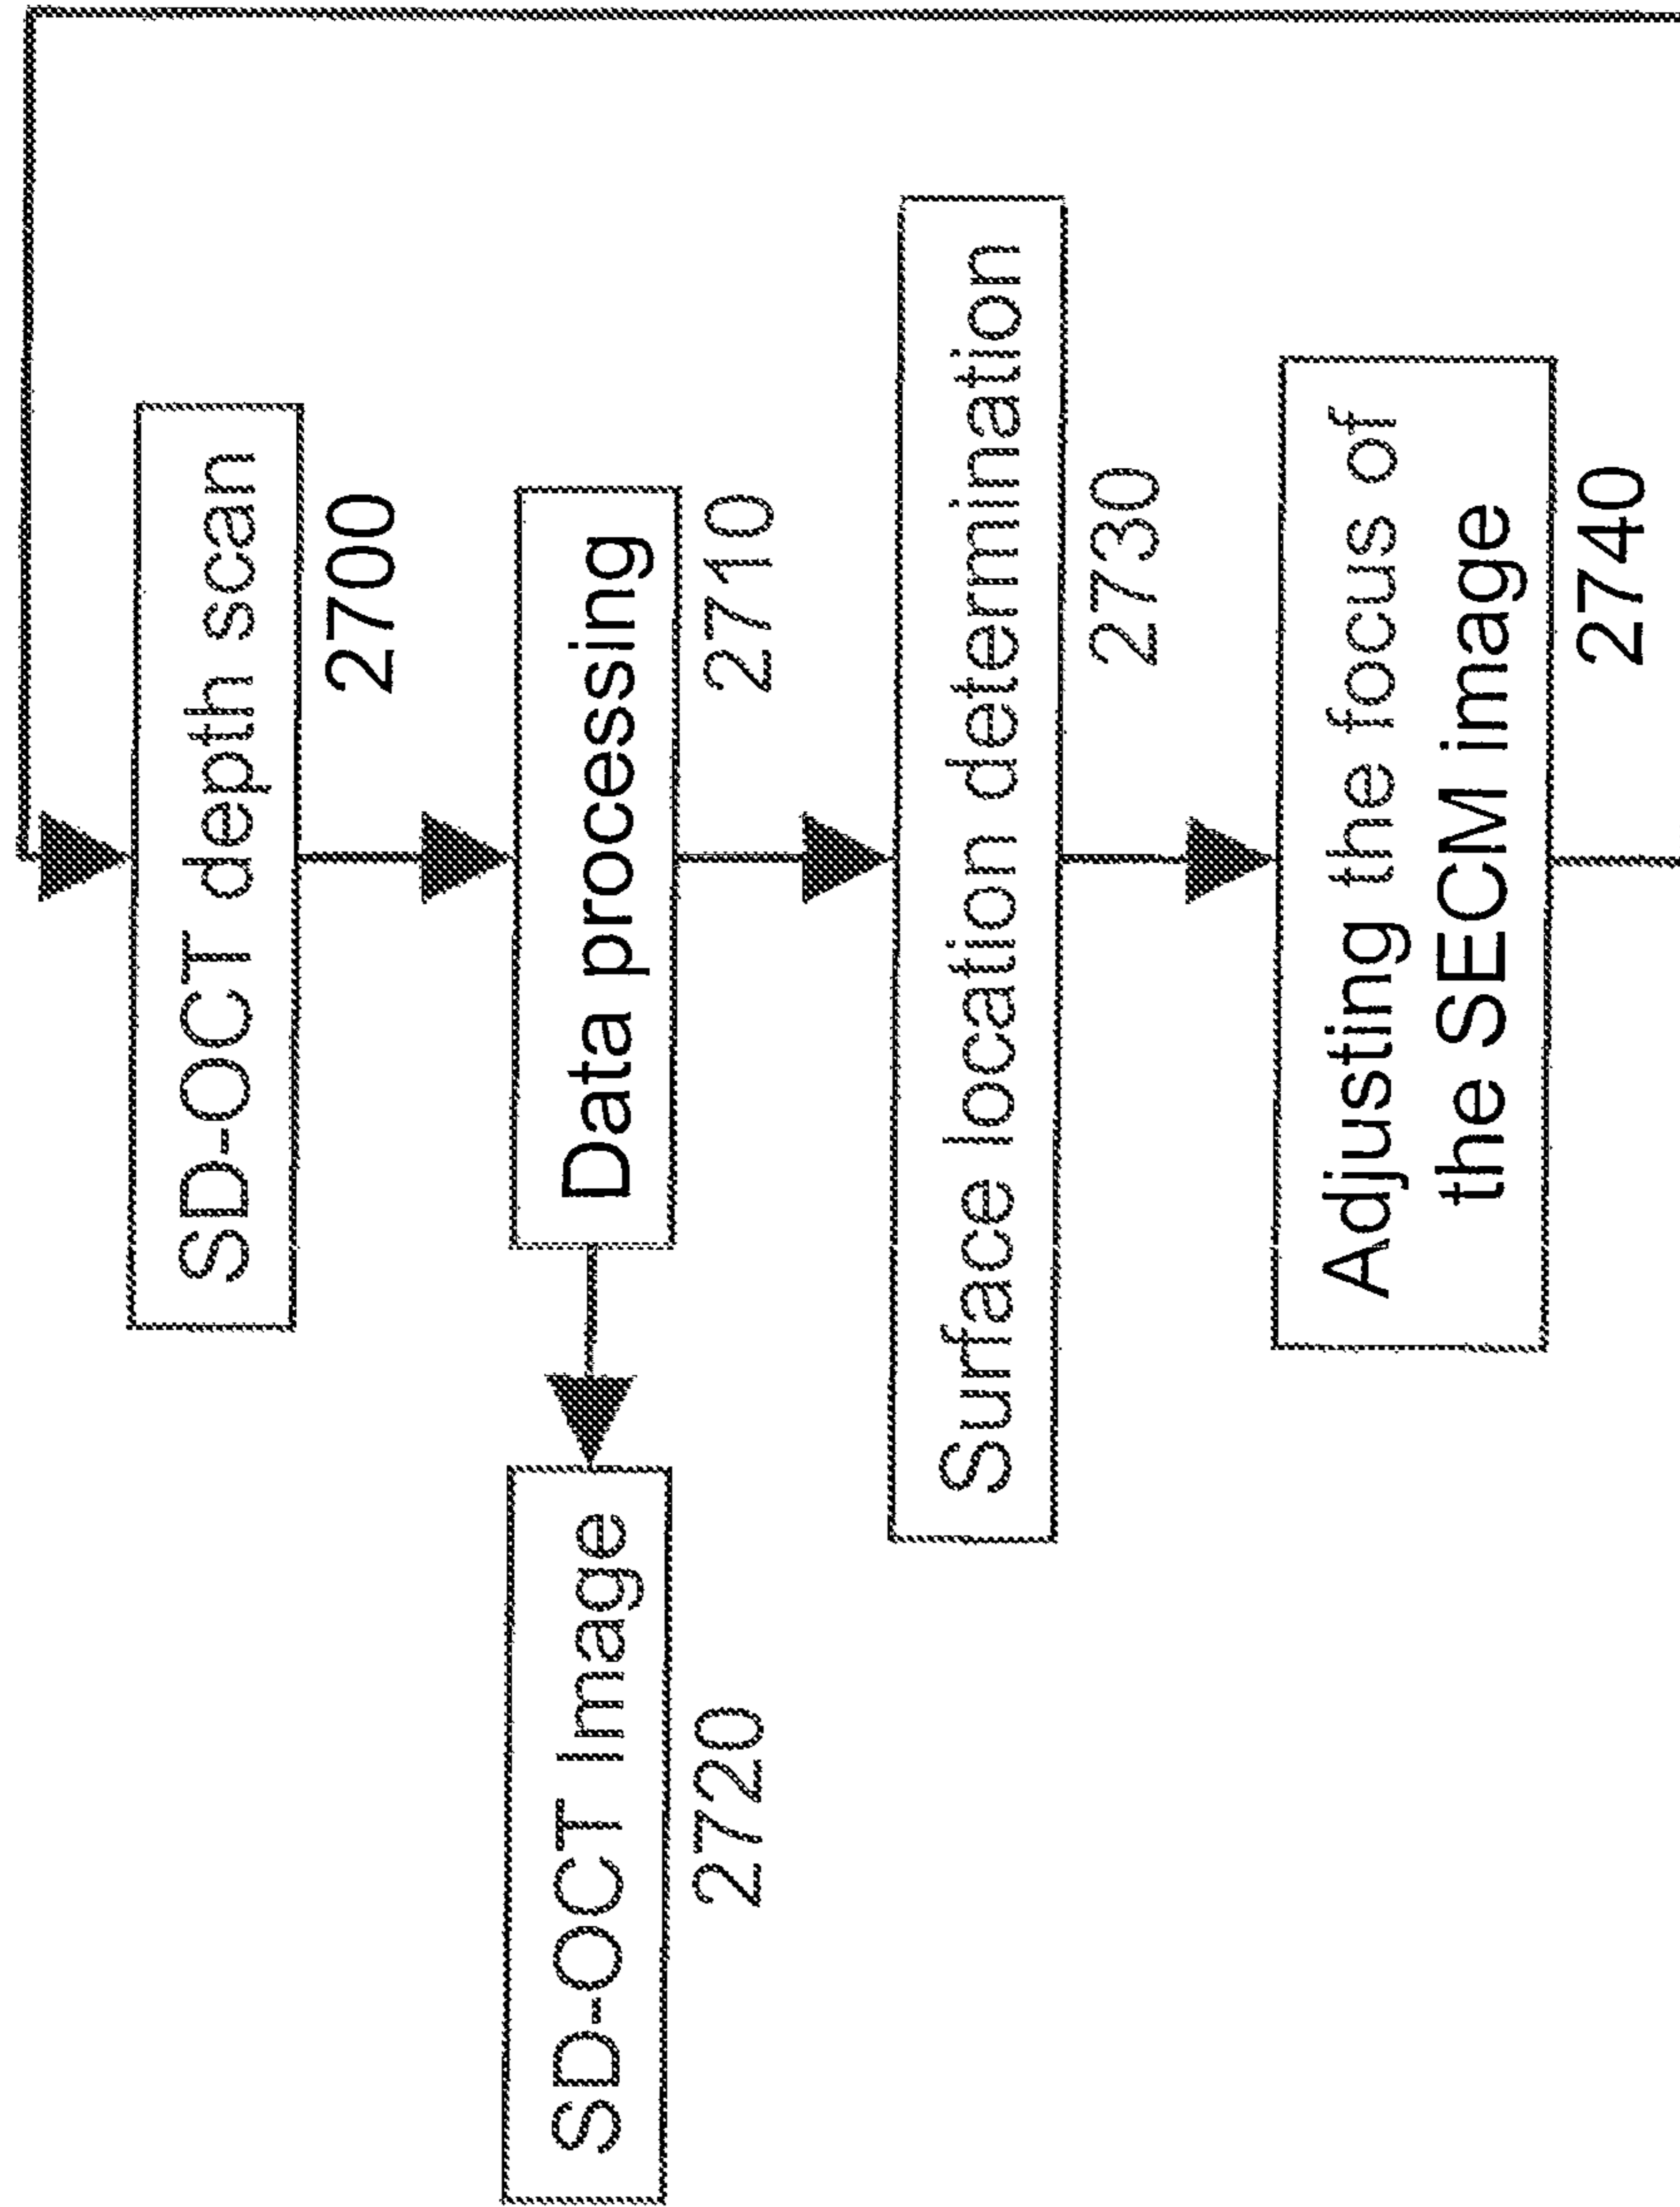 SD-OCT depth scan
2700
Data processing
2710
SD-OCT Image
2720
Surface location determination
2730
Adjusting the focus of
the SECM image
2740